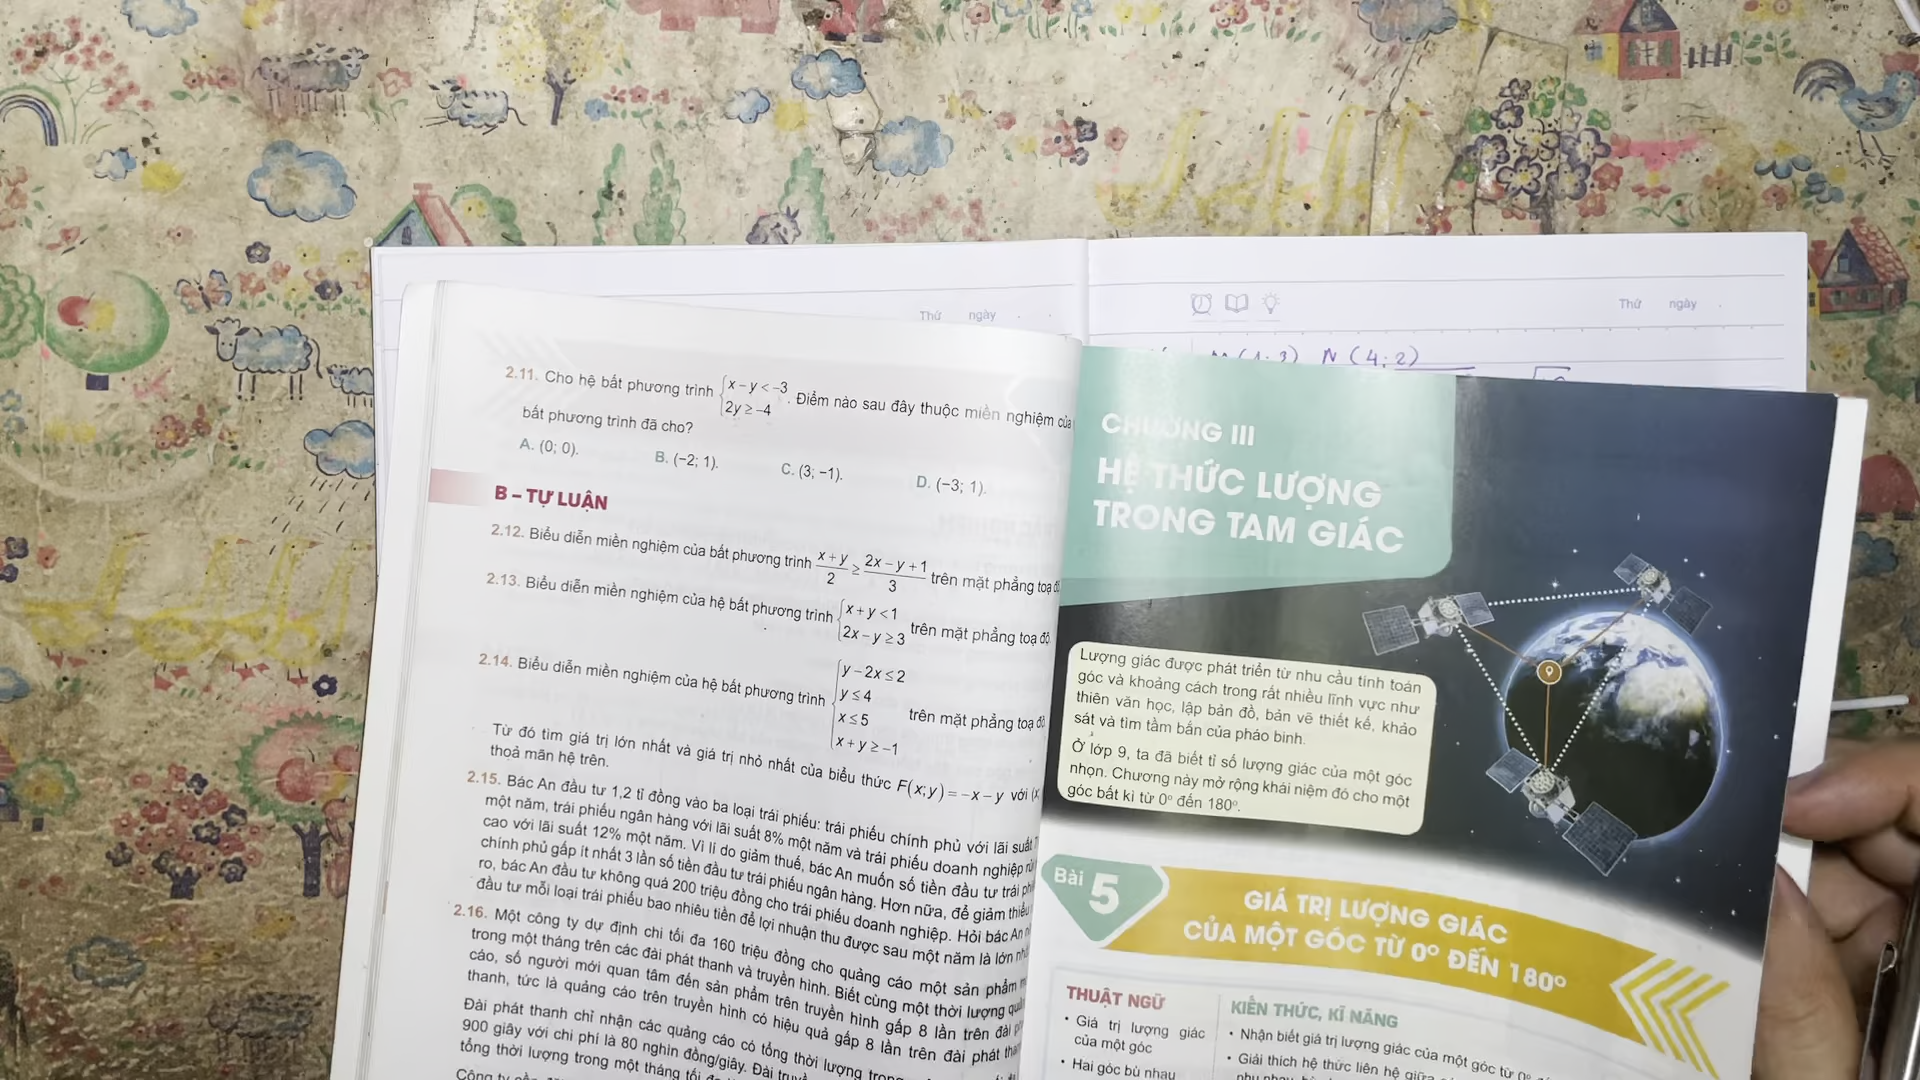 Thứ ngày
Thứ ngày
N (4; 2)
2.11. Cho hệ bất phương trình { x – y < –3
2y ≥ –4 . Điểm nào sau đây thuộc miền nghiệm của
bất phương trình đã cho?
A. (0; 0). B. (–2; 1). C. (3; –1). D. (–3; 1).
B – TỰ LUẬN
2.12. Biểu diễn miền nghiệm của bất phương trình (x + y)/2 ≥ (2x – y + 1)/3 trên mặt phẳng toạ
2.13. Biểu diễn miền nghiệm của hệ bất phương trình { x + y < 1
2x – y ≥ 3 trên mặt phẳng toạ độ
2.14. Biểu diễn miền nghiệm của hệ bất phương trình { y – 2x ≤ 2
y ≤ 4
x ≤ 5
x + y ≥ –1 trên mặt phẳng toạ độ
Từ đó tìm giá trị lớn nhất và giá trị nhỏ nhất của biểu thức F(x; y) = –x – y với
thoả mãn hệ trên.
2.15. Bác An đầu tư 1,2 tỉ đồng vào ba loại trái phiếu: trái phiếu chính phủ với lãi suất
một năm, trái phiếu ngân hàng với lãi suất 8% một năm và trái phiếu doanh nghiệp
cao với lãi suất 12% một năm. Vì lí do giảm thuế, bác An muốn số tiền đầu tư trái
chính phủ gấp ít nhất 3 lần số tiền đầu tư trái phiếu ngân hàng. Hơn nữa, để giảm thiểu
ro, bác An đầu tư không quá 200 triệu đồng cho trái phiếu doanh nghiệp. Hỏi bác An
đầu tư mỗi loại trái phiếu bao nhiêu tiền để lợi nhuận thu được sau một năm là lớn
2.16. Một công ty dự định chi tối đa 160 triệu đồng cho quảng cáo một sản phẩm
trong một tháng trên các đài phát thanh và truyền hình. Biết cùng một thời lượng
cáo, số người mới quan tâm đến sản phẩm trên truyền hình gấp 8 lần trên đài
thanh, tức là quảng cáo trên truyền hình có hiệu quả gấp 8 lần trên đài phát
Đài phát thanh chỉ nhận các quảng cáo có tổng thời lượng
900 giây với chi phí là 80 nghìn đồng/giây. Đài
tổng thời lượng trong một tháng tối
Công ty
CHƯƠNG III
HỆ THỨC LƯỢNG
TRONG TAM GIÁC
Lượng giác được phát triển từ nhu cầu tính toán
góc và khoảng cách trong rất nhiều lĩnh vực như
thiên văn học, lập bản đồ, bản vẽ thiết kế, khảo
sát và tìm tầm bắn của pháo binh.
Ở lớp 9, ta đã biết tỉ số lượng giác của một góc
nhọn. Chương này mở rộng khái niệm đó cho một
góc bất kì từ 0° đến 180°.
Bài 5
GIÁ TRỊ LƯỢNG GIÁC
CỦA MỘT GÓC TỪ 0° ĐẾN 180°
THUẬT NGỮ
• Giá trị lượng giác
của một góc
• Hai góc bù nhau
KIẾN THỨC, KĨ NĂNG
• Nhận biết giá trị lượng giác của một góc từ 0°
• Giải thích hệ thức liên hệ giữa